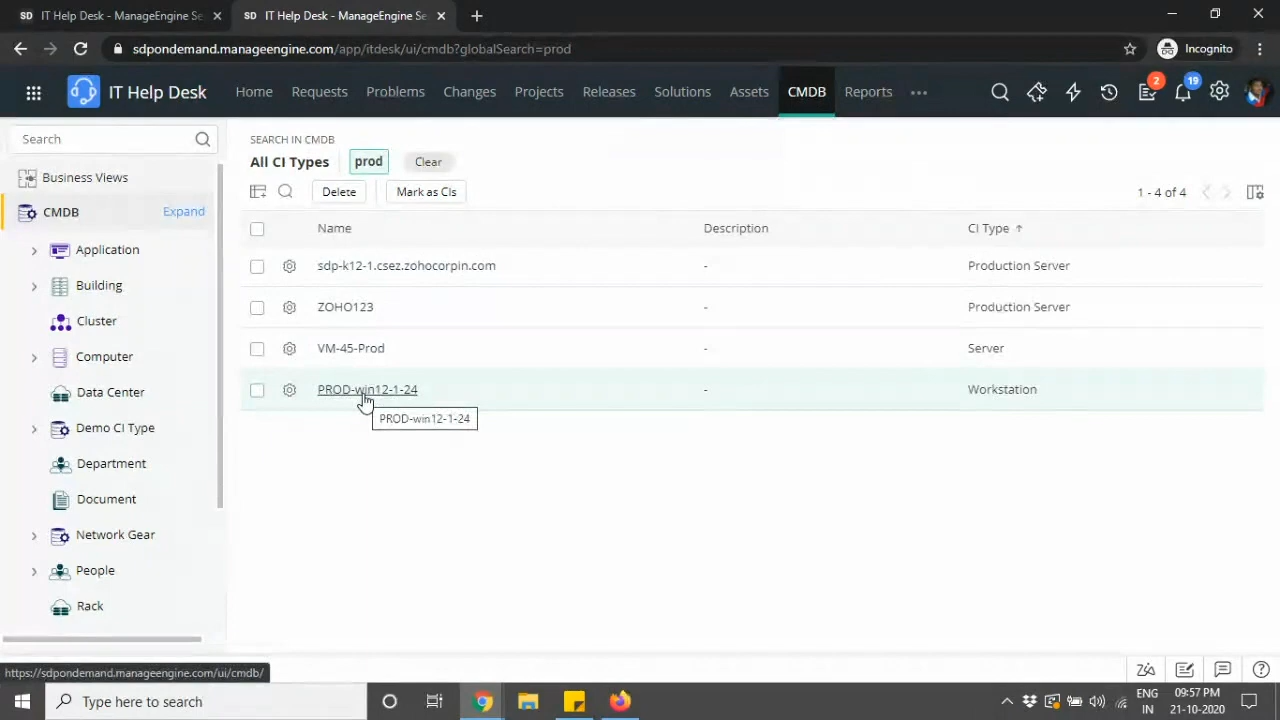 SD IT Help Desk - ManageEngine Se
SD IT Help Desk - ManageEngine Se
sdpondemand.manageengine.com/app/itdesk/ui/cmdb?globalSearch=prod
Incognito
IT Help Desk
Home
Requests
Problems
Changes
Projects
Releases
Solutions
Assets
CMDB
Reports
2
19
Search
Business Views
CMDB
Expand
Application
Building
Cluster
Computer
Data Center
Demo CI Type
Department
Document
Network Gear
People
Rack
SEARCH IN CMDB
All CI Types
prod
Clear
Delete
Mark as CIs
1 - 4 of 4
Name Description CI Type
sdp-k12-1.csez.zohocorpin.com - Production Server
ZOHO123 - Production Server
VM-45-Prod - Server
PROD-win12-1-24 - Workstation
PROD-win12-1-24
https://sdpondemand.manageengine.com/ui/cmdb/
Type here to search
ENG
IN
09:57 PM
21-10-2020